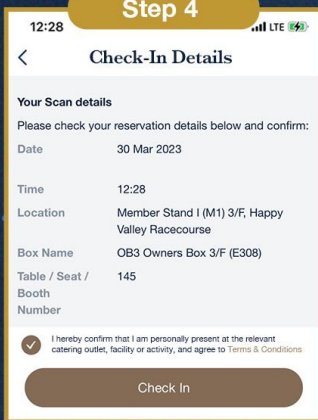 Step 4
12:28
LTE
Check-In Details
Your Scan details
Please check your reservation details below and confirm:
Date 30 Mar 2023
Time 12:28
Location Member Stand I (M1) 3/F, Happy
Valley Racecourse
Box Name OB3 Owners Box 3/F (E308)
Table / Seat / 145
Booth
Number
I hereby confirm that I am personally present at the relevant
catering outlet, facility or activity, and agree to Terms & Conditions
Check In